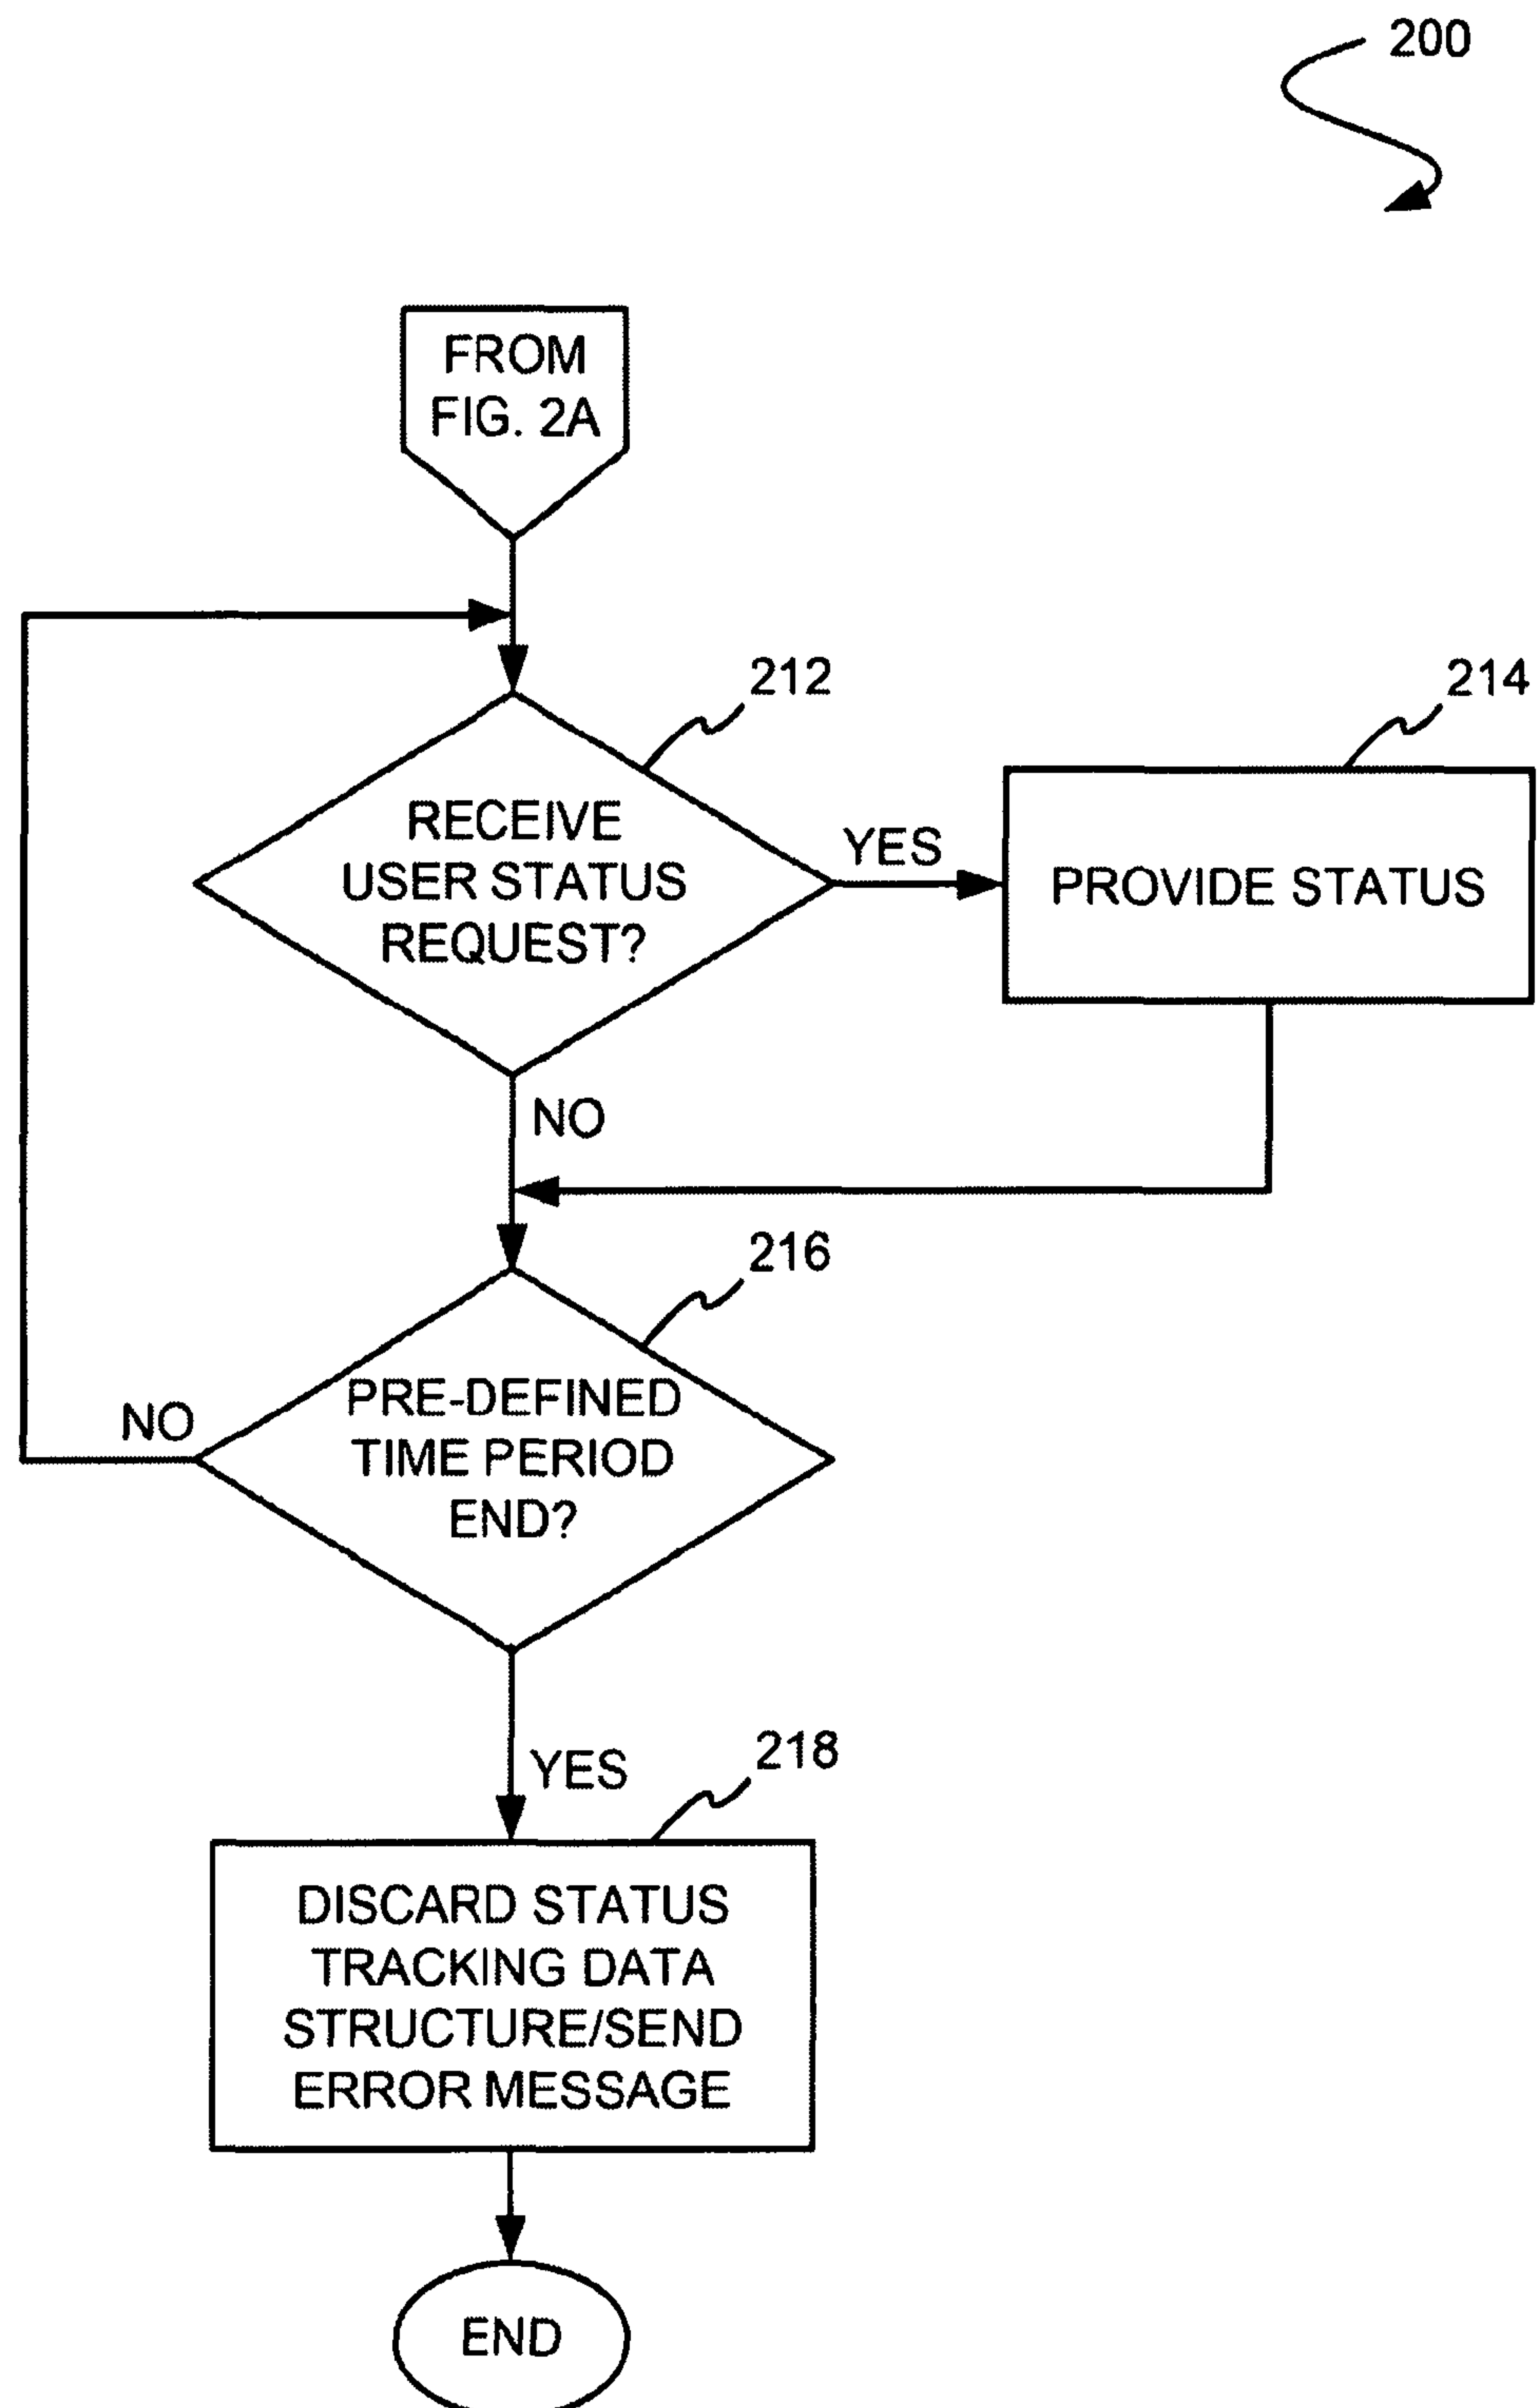 200
FROM
FIG. 2A
212
214
RECEIVE
USER STATUS
REQUEST?
YES
PROVIDE STATUS
NO
216
PRE-DEFINED
TIME PERIOD
END?
NO
YES
218
DISCARD STATUS
TRACKING DATA
STRUCTURE/SEND
ERROR MESSAGE
END